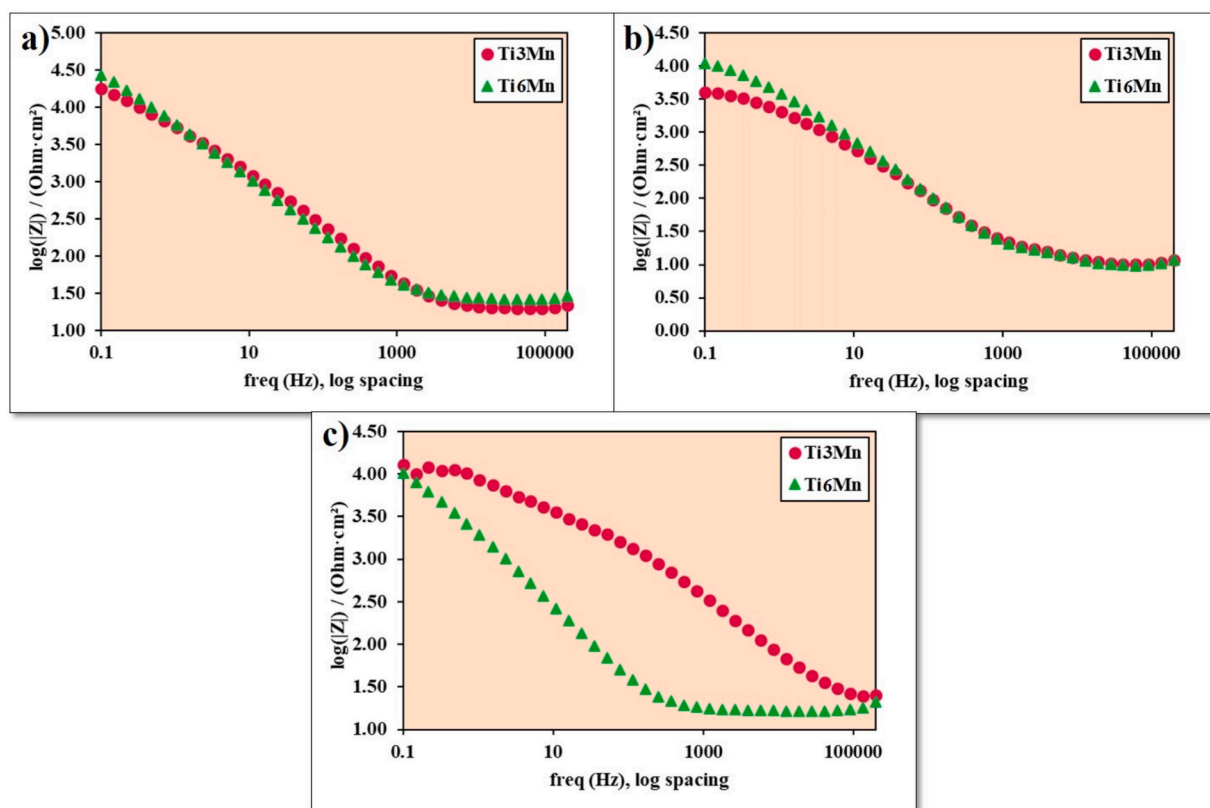 a)
5.00
4.50
4.00
3.50
3.00
2.50
2.00
1.50
1.00
log(|Z|) / (Ohm·cm²)
Ti3Mn
Ti6Mn
0.1
10
1000
100000
freq (Hz), log spacing
b)
4.50
4.00
3.50
3.00
2.50
2.00
1.50
1.00
0.50
0.00
log(|Z|) / (Ohm·cm²)
Ti3Mn
Ti6Mn
0.1
10
1000
100000
freq (Hz), log spacing
c)
4.50
4.00
3.50
3.00
2.50
2.00
1.50
1.00
log(|Z|) / (Ohm·cm²)
Ti3Mn
Ti6Mn
0.1
10
1000
100000
freq (Hz), log spacing